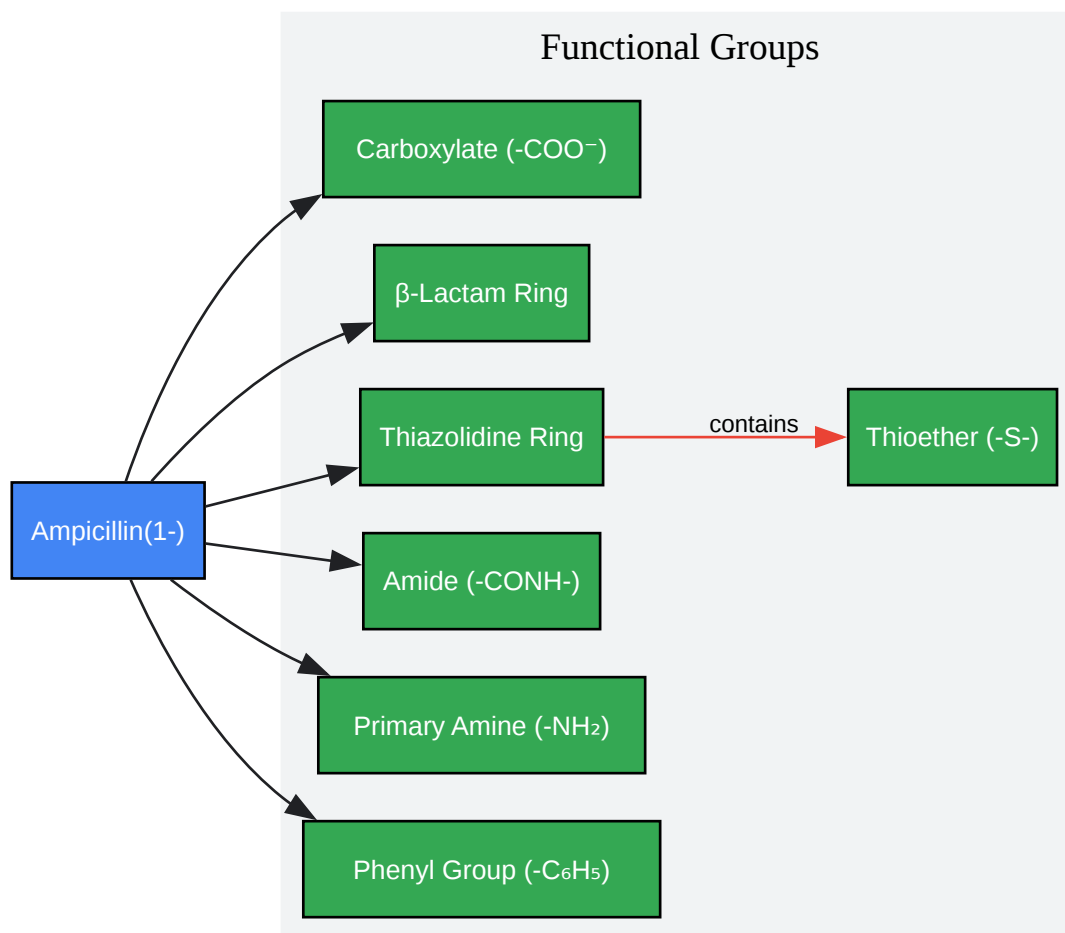 Functional Groups
Carboxylate (-COO⁻)
β-Lactam Ring
Thiazolidine Ring
contains
Thioether (-S-)
Ampicillin(1-)
Amide (-CONH-)
Primary Amine (-NH₂)
Phenyl Group (-C₆H₅)